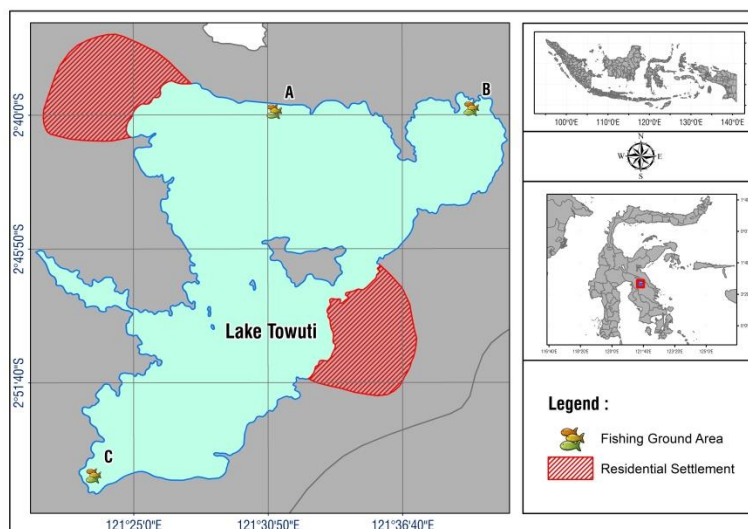 A
B
2°40'0"S
2°45'50"S
Lake Towuti
2°51'40"S
C
121°25'0"E
121°30'50"E
121°36'40"E
100°0'E
110°0'E
120°0'E
130°0'E
140°0'E
N
W
E
S
Legend :
Fishing Ground Area
Residential Settlement